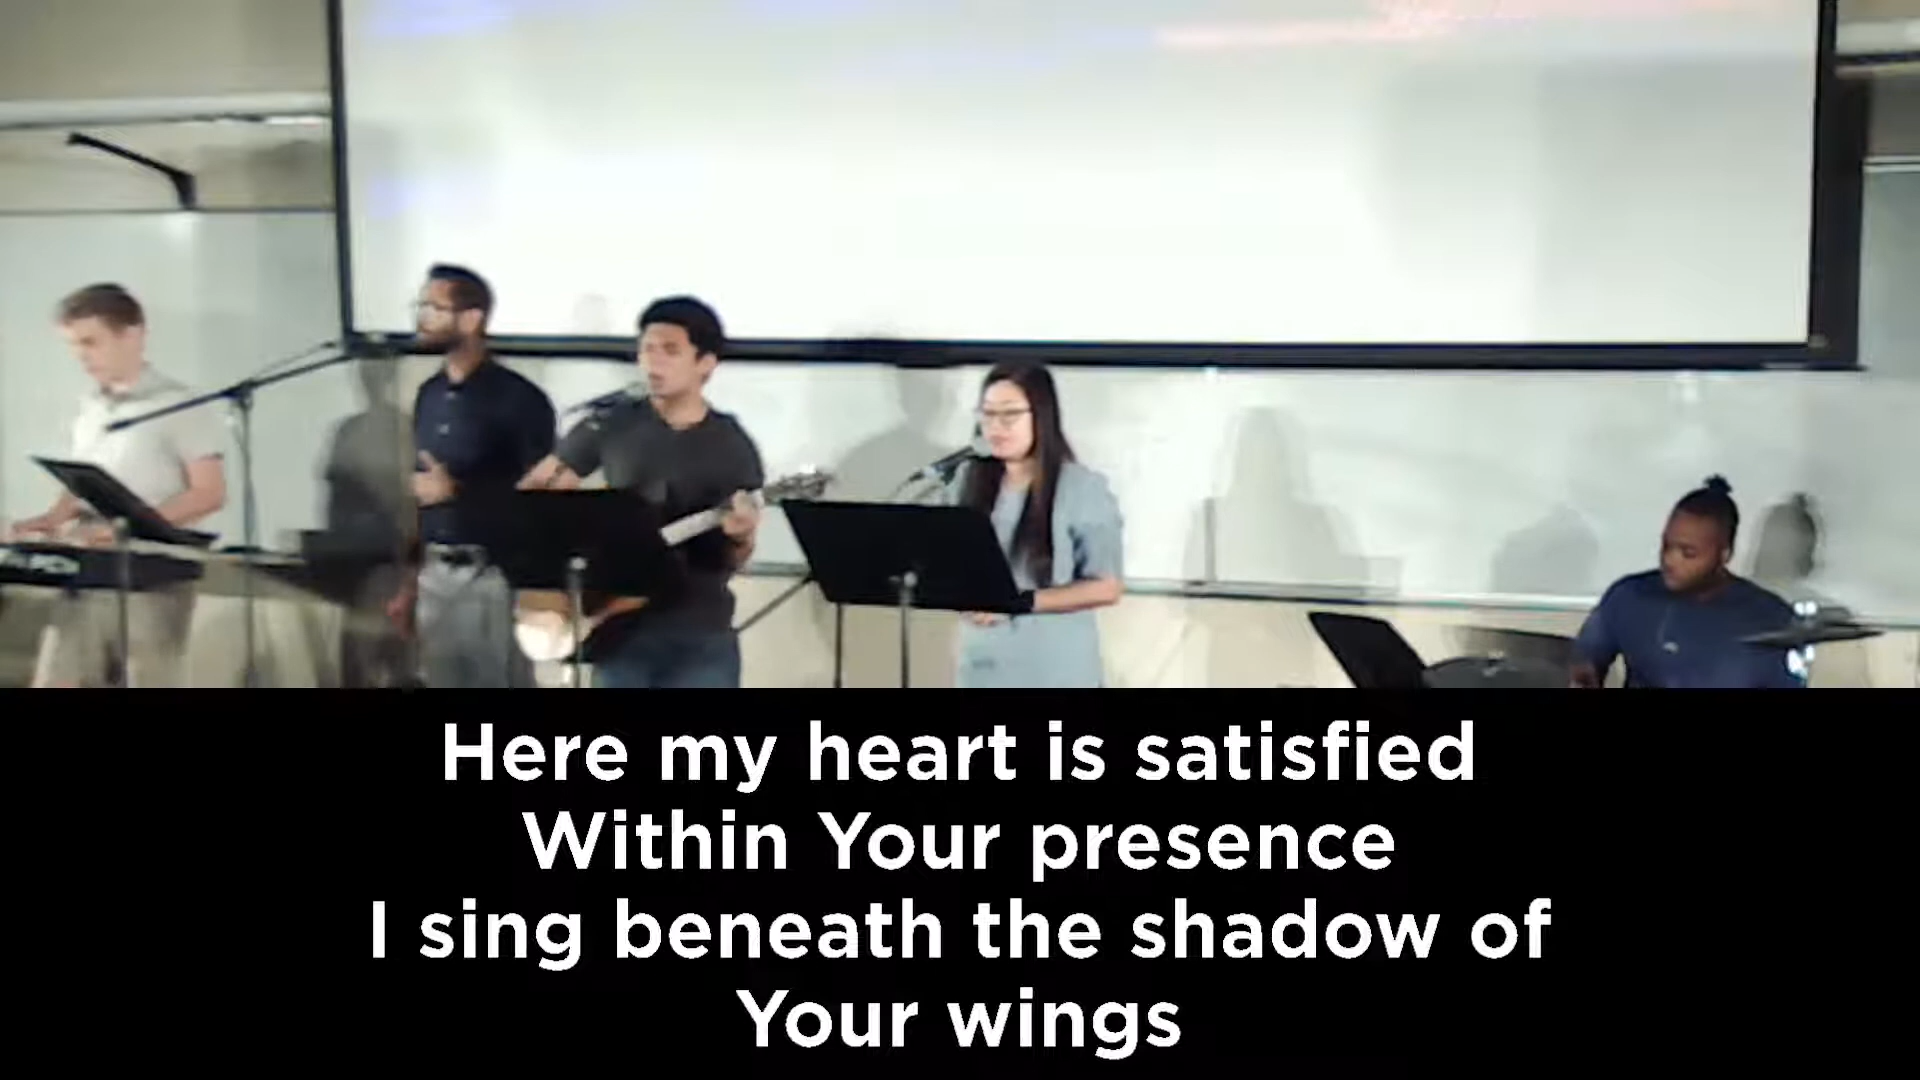 Here my heart is satisfied
Within Your presence
I sing beneath the shadow of
Your wings